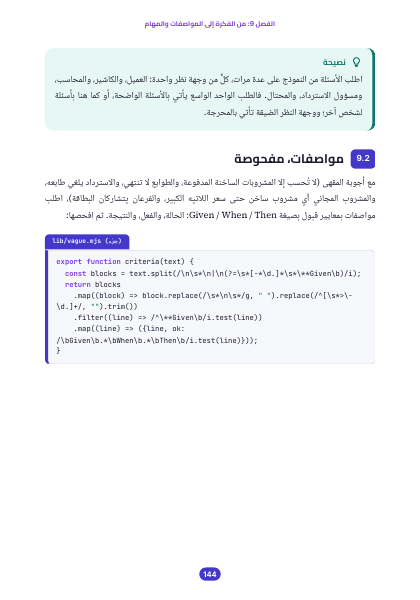 الفصل 9: من الفكرة إلى المواصفات والمهام
نصيحة
اطلب الأسئلة من النموذج على عدة مرات، كلٌّ من وجهة نظر واحدة: العميل، والكاشير، والمحاسب،
ومسؤول الاسترداد، والمحتال. فالطلب الواحد الواسع يأتي بالأسئلة الواضحة، أو كما هنا بأسئلة
لشخص آخر؛ ووجهة النظر الضيقة تأتي بالمحرجة.
9.2 مواصفات، مفحوصة
مع أجوبة المقهى (لا تُحسب إلا المشروبات الساخنة المدفوعة، والطوابع لا تنتهي، والاسترداد يلغي طابعه،
والمشروب المجاني أي مشروب ساخن حتى سعر اللاتيه الكبير، والفرعان يتشاركان البطاقة)، اطلب
مواصفات بمعايير قبول بصيغة Given / When / Then: الحالة، والفعل، والنتيجة. ثم افحصها:
lib/vague.mjs (جزء)
export function criteria(text) {
  const blocks = text.split(/\n\s*\n|\n(?=\s*[-*\d.]*\s*\**Given\b)/i);
  return blocks
    .map((block) => block.replace(/\s*\n\s*/g, " ").replace(/^[\s*>\-
\d.]+/, "").trim())
    .filter((line) => /^\**Given\b/i.test(line))
    .map((line) => ({line, ok:
/\bGiven\b.*\bWhen\b.*\bThen\b/i.test(line)}));
}
144